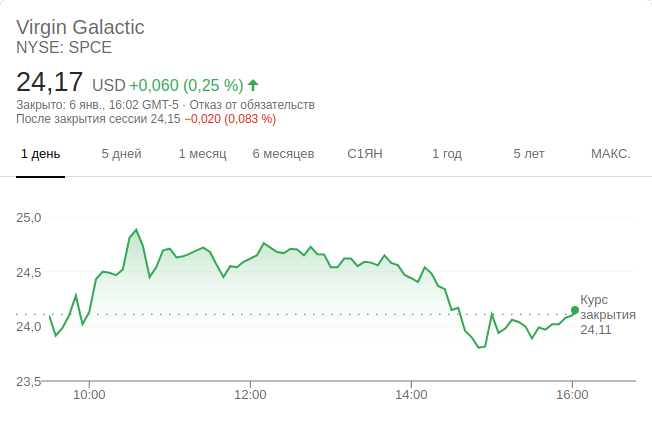 Virgin Galactic
NYSE: SPCE
24,17 USD +0,060 (0,25 %)
Закрыто: 6 янв., 16:02 GMT-5 · Отказ от обязательств
После закрытия сессии 24,15 −0,020 (0,083 %)
1 день 5 дней 1 месяц 6 месяцев С1ЯН 1 год 5 лет МАКС.
25,0
24,5
Курс
закрытия
24,11
24,0
23,5
10:00 12:00 14:00 16:00